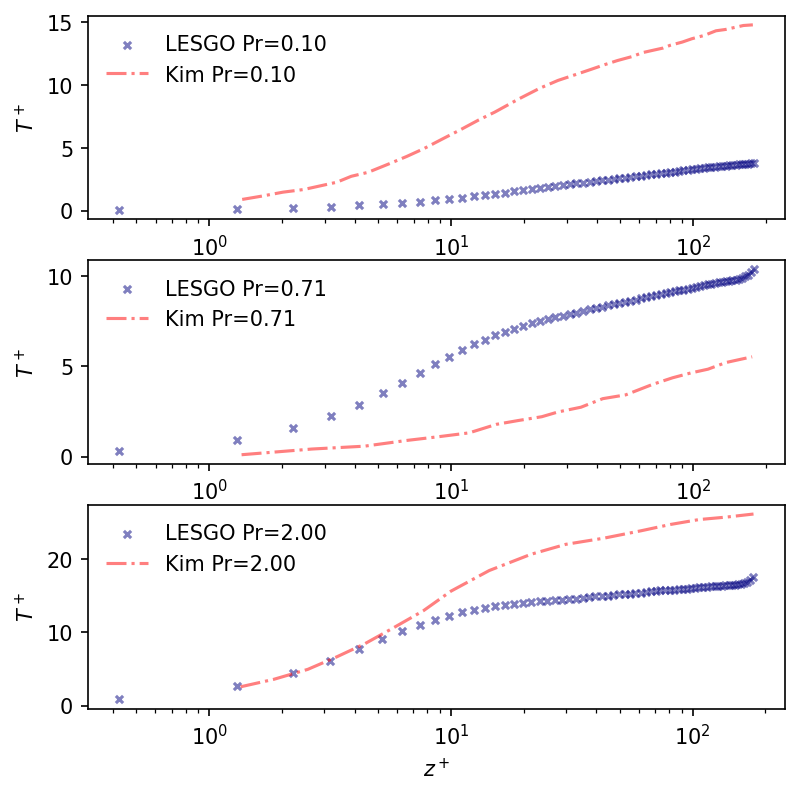 15
10
5
0
T⁺
LESGO Pr=0.10
Kim Pr=0.10
10⁰ 10¹ 10²
10
5
0
T⁺
LESGO Pr=0.71
Kim Pr=0.71
10⁰ 10¹ 10²
20
10
0
T⁺
LESGO Pr=2.00
Kim Pr=2.00
10⁰ 10¹ 10²
z⁺